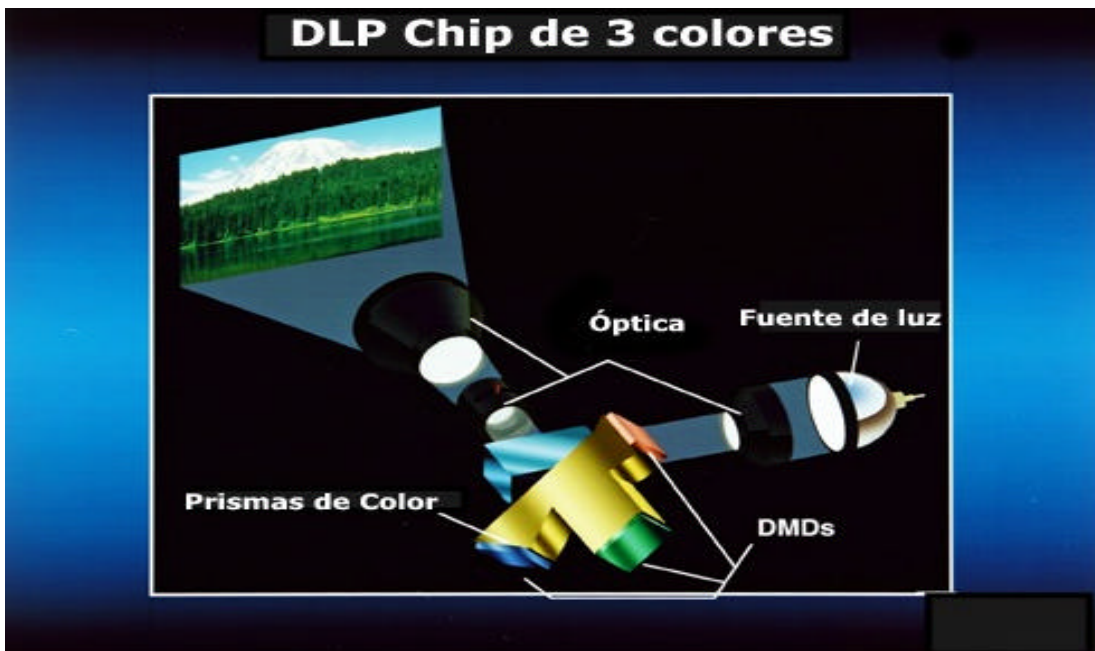 DLP Chip de 3 colores
Óptica
Fuente de luz
Prismas de Color
DMDs